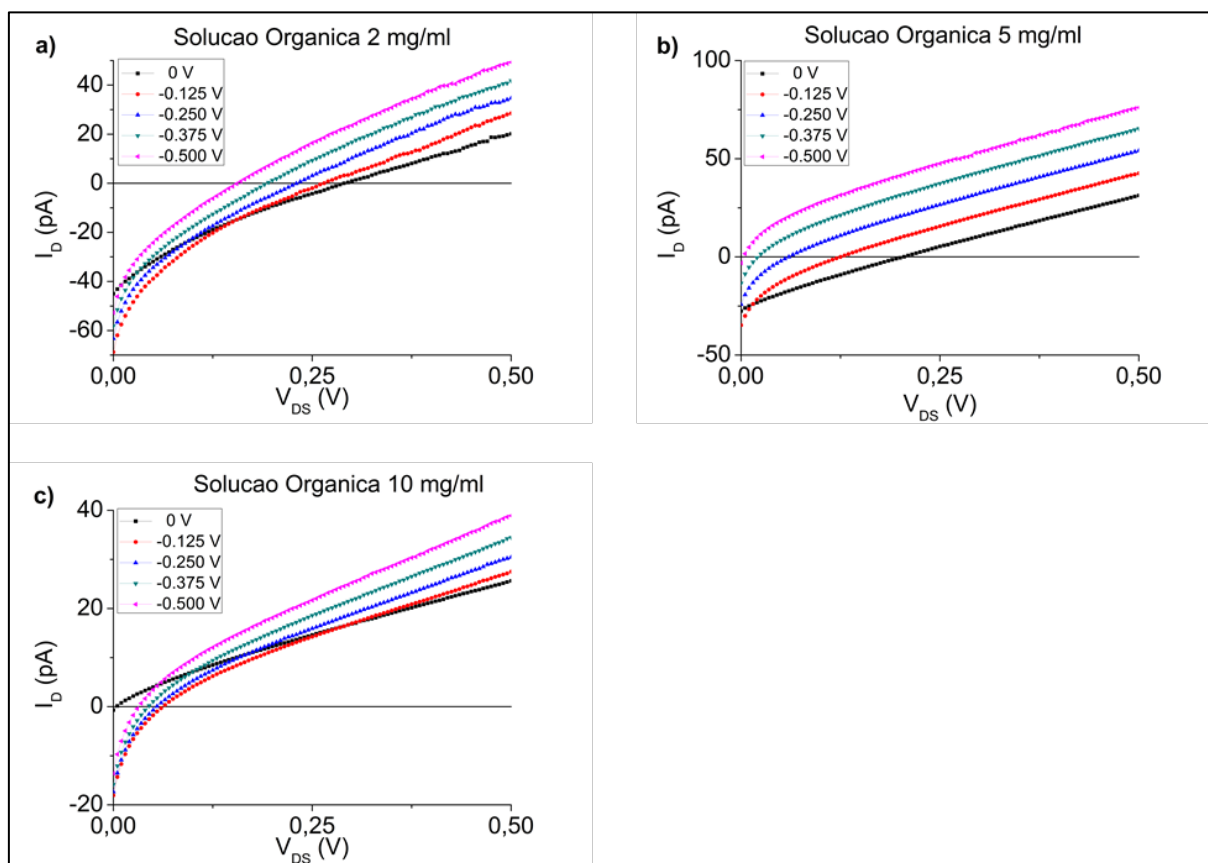 a)
Solucao Organica 2 mg/ml
0 V
-0.125 V
-0.250 V
-0.375 V
-0.500 V
40
20
0
-20
-40
-60
I_D (pA)
0,00
0,25
0,50
V_DS (V)
b)
Solucao Organica 5 mg/ml
0 V
-0.125 V
-0.250 V
-0.375 V
-0.500 V
100
50
0
-50
I_D (pA)
0,00
0,25
0,50
V_DS (V)
c)
Solucao Organica 10 mg/ml
0 V
-0.125 V
-0.250 V
-0.375 V
-0.500 V
40
20
0
-20
I_D (pA)
0,00
0,25
0,50
V_DS (V)